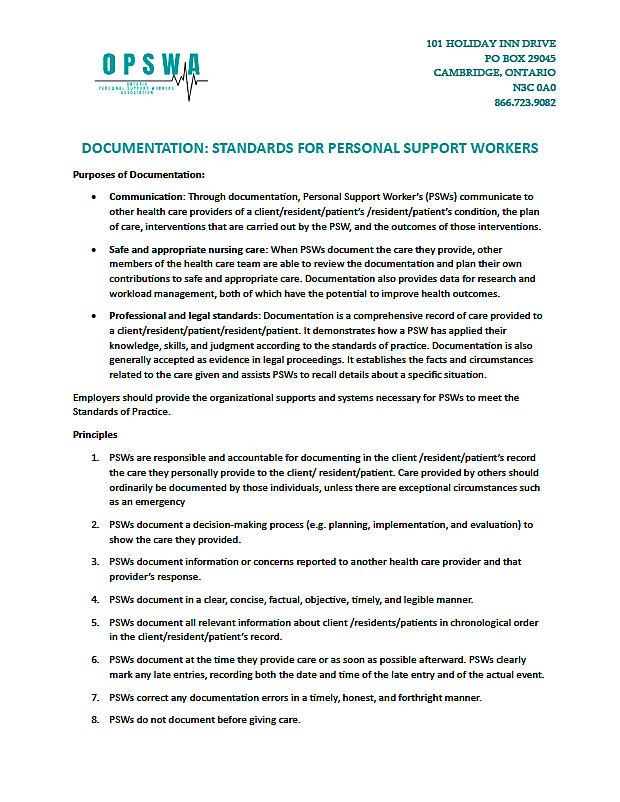 OPSWA
ONTARIO
PERSONAL SUPPORT WORKERS
ASSOCIATION
101 HOLIDAY INN DRIVE
PO BOX 29045
CAMBRIDGE, ONTARIO
N3C 0A0
866.723.9082
DOCUMENTATION: STANDARDS FOR PERSONAL SUPPORT WORKERS
Purposes of Documentation:
• Communication: Through documentation, Personal Support Worker's (PSWs) communicate to
other health care providers of a client/resident/patient's /resident/patient's condition, the plan
of care, interventions that are carried out by the PSW, and the outcomes of those interventions.
• Safe and appropriate nursing care: When PSWs document the care they provide, other
members of the health care team are able to review the documentation and plan their own
contributions to safe and appropriate care. Documentation also provides data for research and
workload management, both of which have the potential to improve health outcomes.
• Professional and legal standards: Documentation is a comprehensive record of care provided to
a client/resident/patient/resident/patient. It demonstrates how a PSW has applied their
knowledge, skills, and judgment according to the standards of practice. Documentation is also
generally accepted as evidence in legal proceedings. It establishes the facts and circumstances
related to the care given and assists PSWs to recall details about a specific situation.
Employers should provide the organizational supports and systems necessary for PSWs to meet the
Standards of Practice.
Principles
1. PSWs are responsible and accountable for documenting in the client /resident/patient's record
the care they personally provide to the client/ resident/patient. Care provided by others should
ordinarily be documented by those individuals, unless there are exceptional circumstances such
as an emergency
2. PSWs document a decision-making process (e.g. planning, implementation, and evaluation) to
show the care they provided.
3. PSWs document information or concerns reported to another health care provider and that
provider's response.
4. PSWs document in a clear, concise, factual, objective, timely, and legible manner.
5. PSWs document all relevant information about client /residents/patients in chronological order
in the client/resident/patient's record.
6. PSWs document at the time they provide care or as soon as possible afterward. PSWs clearly
mark any late entries, recording both the date and time of the late entry and of the actual event.
7. PSWs correct any documentation errors in a timely, honest, and forthright manner.
8. PSWs do not document before giving care.